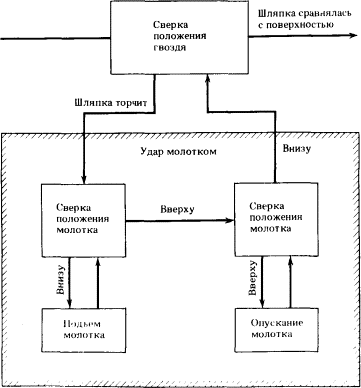 Сверка
положения
гвоздя
Шляпка сравнялась
с поверхностью
Шляпка торчит
Удар молотком
Внизу
Сверка
положения
молотка
Вверху
Сверка
положения
молотка
Внизу
Вверху
Подъем
молотка
Опускание
молотка